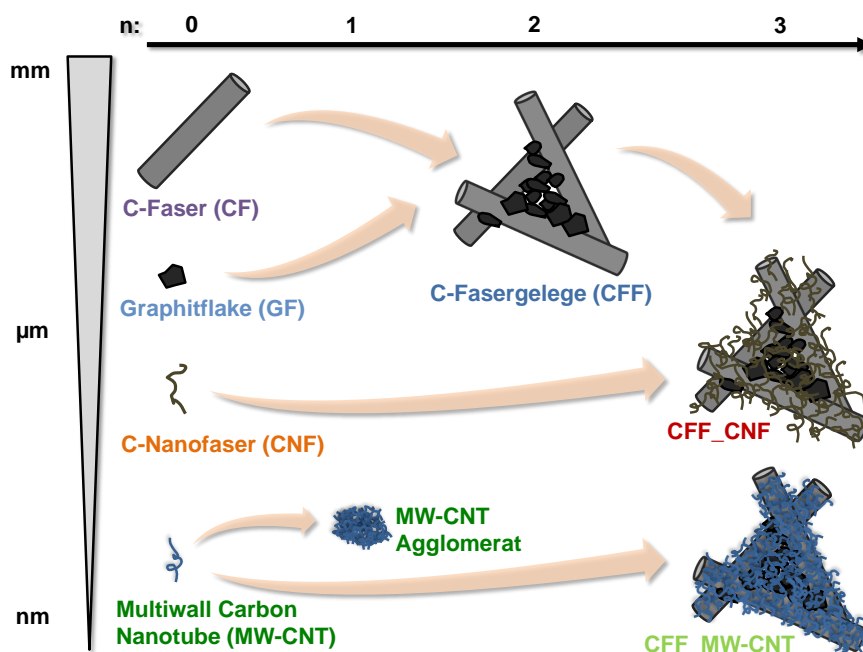 n: 0 1 2 3
mm
C-Faser (CF)
Graphitflake (GF)
C-Fasergelege (CFF)
µm
C-Nanofaser (CNF)
CFF_CNF
MW-CNT
Agglomerat
nm
Multiwall Carbon
Nanotube (MW-CNT)
CFF_MW-CNT